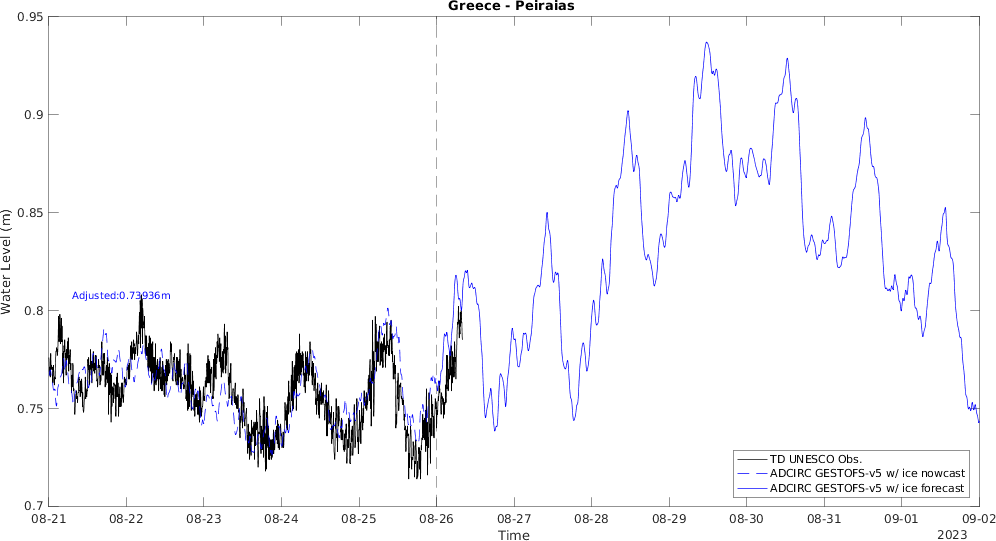 Greece - Peiraias
0.95
0.9
0.85
0.8
0.75
0.7
Water Level (m)
Adjusted:0.73936m
TD UNESCO Obs.
ADCIRC GESTOFS-v5 w/ ice nowcast
ADCIRC GESTOFS-v5 w/ ice forecast
08-21 08-22 08-23 08-24 08-25 08-26 08-27 08-28 08-29 08-30 08-31 09-01 09-02
Time
2023